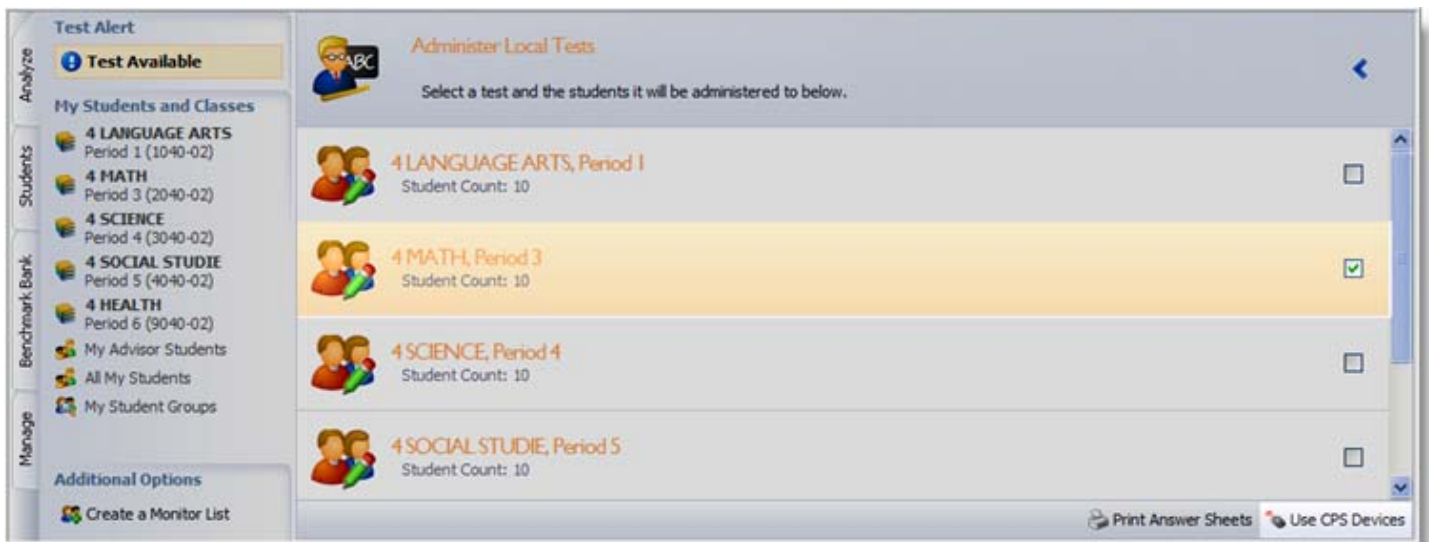 Analyze
Students
Benchmark Bank
Manage
Test Alert
Test Available
My Students and Classes
4 LANGUAGE ARTS
Period 1 (1040-02)
4 MATH
Period 3 (2040-02)
4 SCIENCE
Period 4 (3040-02)
4 SOCIAL STUDIE
Period 5 (4040-02)
4 HEALTH
Period 6 (9040-02)
My Advisor Students
All My Students
My Student Groups
Additional Options
Create a Monitor List
ABC
Administer Local Tests
Select a test and the students it will be administered to below.
4 LANGUAGE ARTS, Period 1
Student Count: 10
4 MATH, Period 3
Student Count: 10
4 SCIENCE, Period 4
Student Count: 10
4 SOCIAL STUDIE, Period 5
Student Count: 10
Print Answer Sheets
Use CPS Devices